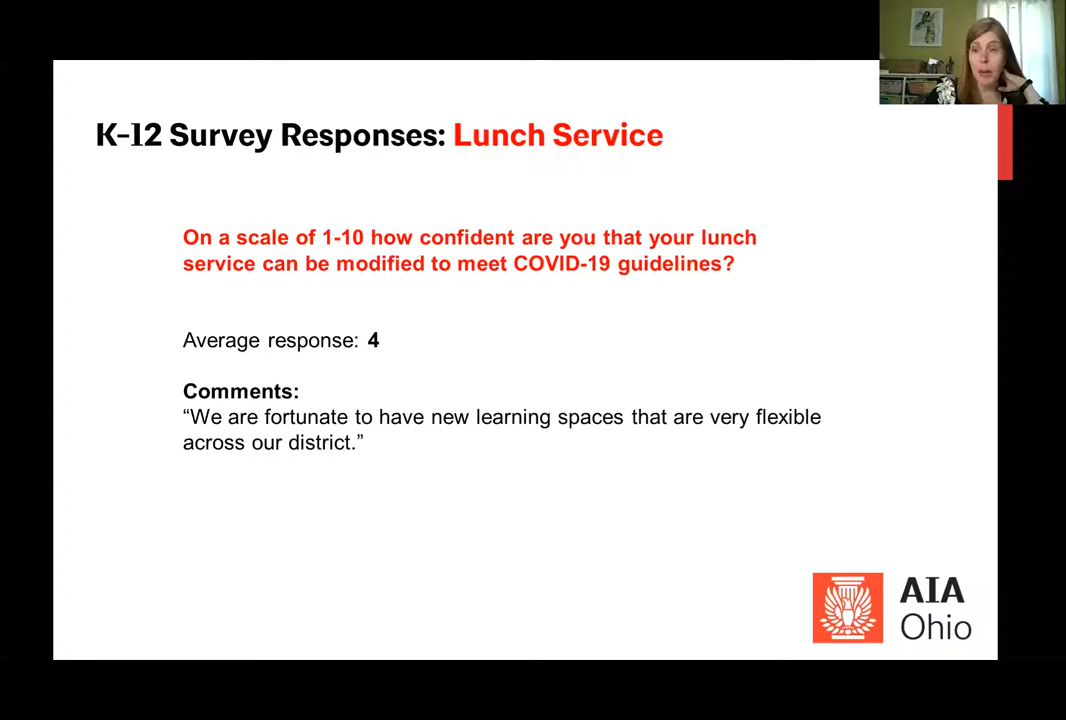 K-12 Survey Responses: Lunch Service
On a scale of 1-10 how confident are you that your lunch
service can be modified to meet COVID-19 guidelines?
Average response: 4
Comments:
“We are fortunate to have new learning spaces that are very flexible
across our district.”
AIA
Ohio